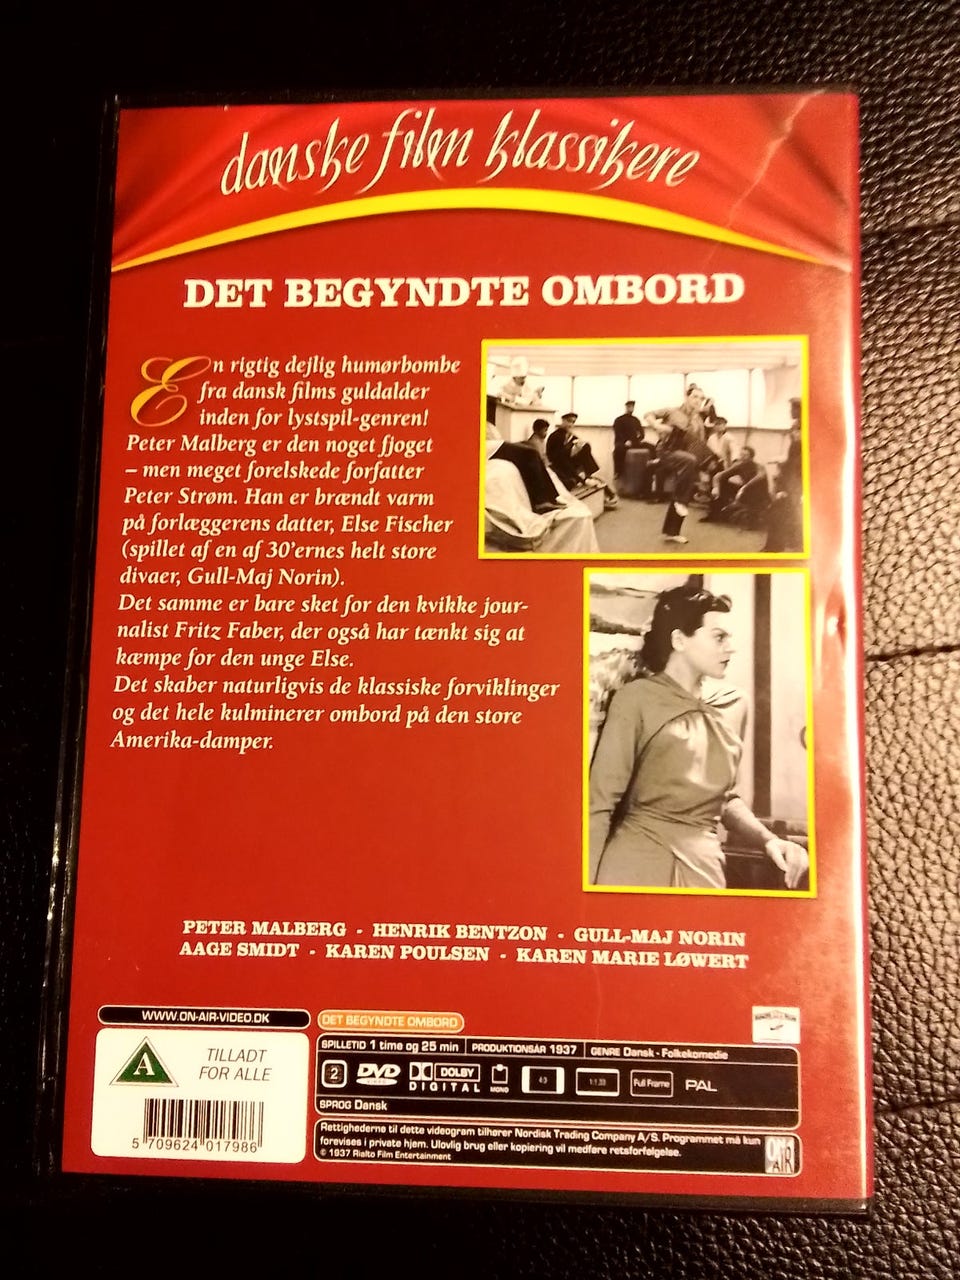 danske film klassikere
DET BEGYNDTE OMBORD
En rigtig dejlig humørbombe
fra dansk films guldalder
inden for lystspil-genren!
Peter Malberg er den noget fjoget
– men meget forelskede forfatter
Peter Strøm. Han er brændt varm
på forlæggerens datter, Else Fischer
(spillet af en af 30'ernes helt store
divaer, Gull-Maj Norin).
Det samme er bare sket for den kvikke jour-
nalist Fritz Faber, der også har tænkt sig at
kæmpe for den unge Else.
Det skaber naturligvis de klassiske forviklinger
og det hele kulminerer ombord på den store
Amerika-damper.
PETER MALBERG - HENRIK BENTZON - GULL-MAJ NORIN
AAGE SMIDT - KAREN POULSEN - KAREN MARIE LØWERT
WWW.ON-AIR-VIDEO.DK
DET BEGYNDTE OMBORD
A
TILLADT
FOR ALLE
5 709624 017986
SPILLETID 1 time og 25 min PRODUKTIONSÅR 1937 GENRE Dansk - Folkekomedie
2 DVD VIDEO DOLBY DIGITAL MONO 4:3 1:1.33 Full Frame PAL
SPROG Dansk
Rettighederne til dette videogram tilhører Nordisk Trading Company A/S. Programmet må kun
forevises i private hjem. Ulovlig brug eller kopiering vil medføre retsforfølgelse.
© 1937 Rialto Film Entertainment
ON AIR